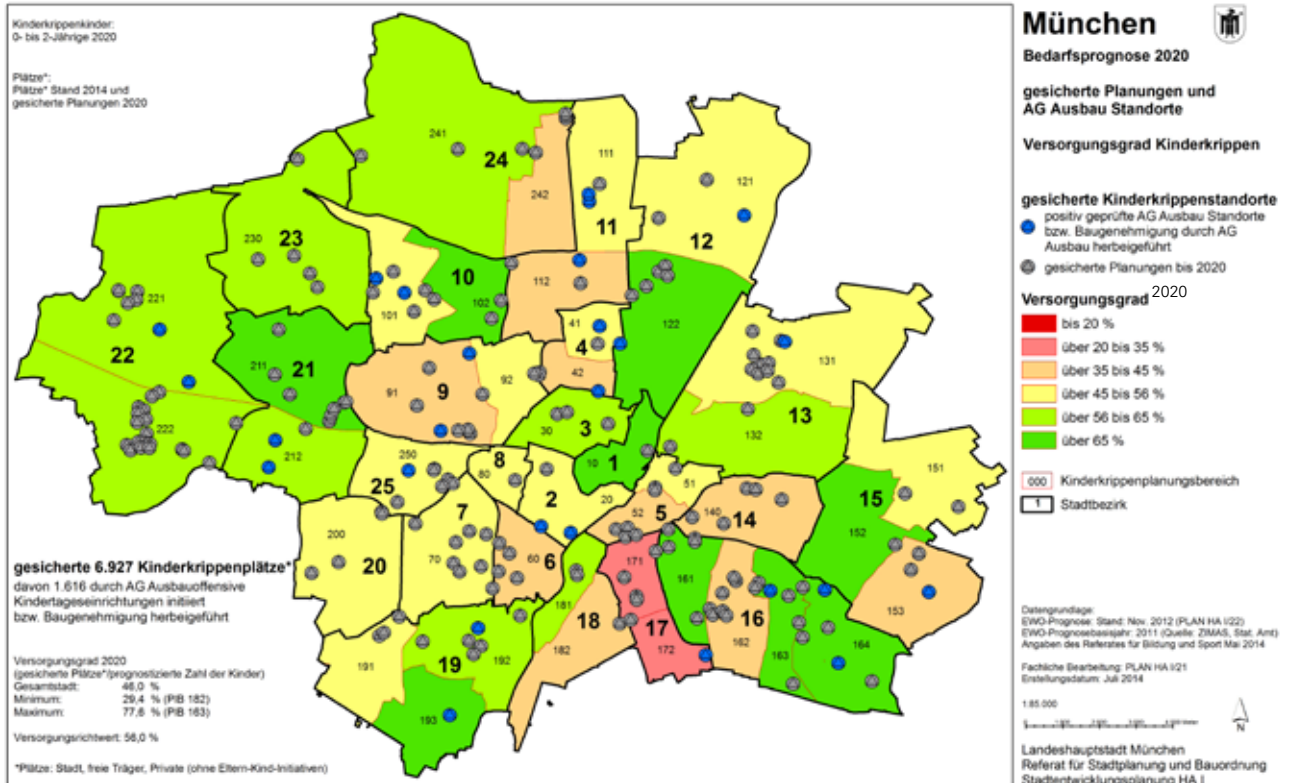 Kinderkrippenkinder:
0- bis 2-Jährige 2020
Plätze*:
Plätze* Stand 2014 und
gesicherte Planungen 2020
241
24
242
111
11
121
12
230
23
10
101
102
112
41
4
42
122
131
13
132
221
22
222
211
21
212
91
9
92
30
3
10
1
250
25
8
80
2
20
51
5
52
140
14
15
151
152
153
200
20
7
70
6
60
171
17
172
161
16
162
163
164
181
18
182
191
19
192
193
gesicherte 6.927 Kinderkrippenplätze*
davon 1.616 durch AG Ausbauoffensive
Kindertageseinrichtungen initiiert
bzw. Baugenehmigung herbeigeführt
Versorgungsgrad 2020
(gesicherte Plätze*/prognostizierte Zahl der Kinder)
Gesamtstadt: 46,0 %
Minimum: 29,4 % (PIB 182)
Maximum: 77,6 % (PIB 163)
Versorgungsrichtwert: 56,0 %
*Plätze: Stadt, freie Träger, Private (ohne Eltern-Kind-Initiativen)
München
Bedarfsprognose 2020
gesicherte Planungen und
AG Ausbau Standorte
Versorgungsgrad Kinderkrippen
gesicherte Kinderkrippenstandorte
positiv geprüfte AG Ausbau Standorte
bzw. Baugenehmigung durch AG
Ausbau herbeigeführt
gesicherte Planungen bis 2020
Versorgungsgrad 2020
bis 20 %
über 20 bis 35 %
über 35 bis 45 %
über 45 bis 56 %
über 56 bis 65 %
über 65 %
000 Kinderkrippenplanungsbereich
1 Stadtbezirk
Datengrundlage:
EWO-Prognose: Stand: Nov. 2012 (PLAN HA I/22)
EWO-Prognosebasisjahr: 2011 (Quelle: ZIMAS, Stat. Amt)
Angaben des Referates für Bildung und Sport Mai 2014
Fachliche Bearbeitung: PLAN HA I/21
Erstellungsdatum: Juli 2014
1:85.000
N
Landeshauptstadt München
Referat für Stadtplanung und Bauordnung
Stadtentwicklungsplanung HA I